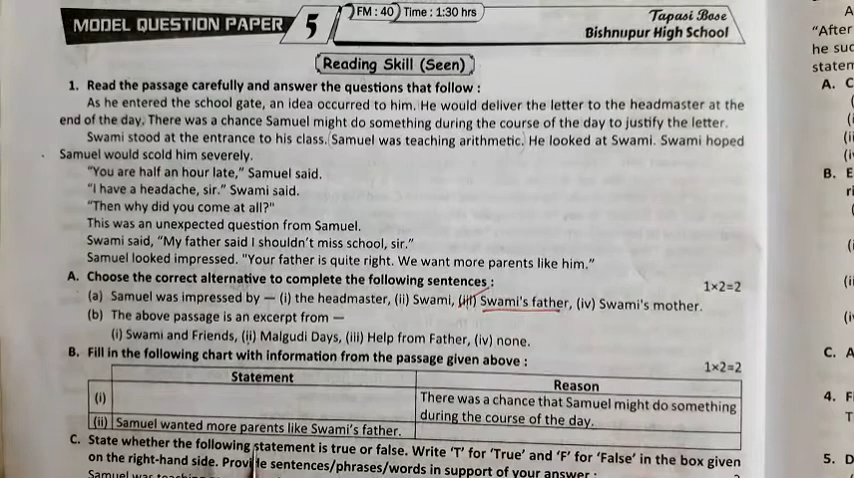 MODEL QUESTION PAPER 5 FM : 40 Time : 1:30 hrs
Tapasi Bose
Bishnupur High School
Reading Skill (Seen)
1. Read the passage carefully and answer the questions that follow :
As he entered the school gate, an idea occurred to him. He would deliver the letter to the headmaster at the
end of the day. There was a chance Samuel might do something during the course of the day to justify the letter.
Swami stood at the entrance to his class. Samuel was teaching arithmetic. He looked at Swami. Swami hoped
Samuel would scold him severely.
"You are half an hour late," Samuel said.
"I have a headache, sir." Swami said.
"Then why did you come at all?"
This was an unexpected question from Samuel.
Swami said, "My father said I shouldn't miss school, sir."
Samuel looked impressed. "Your father is quite right. We want more parents like him."
A. Choose the correct alternative to complete the following sentences : 1×2=2
(a) Samuel was impressed by — (i) the headmaster, (ii) Swami, (iii) Swami's father, (iv) Swami's mother.
(b) The above passage is an excerpt from —
(i) Swami and Friends, (ii) Malgudi Days, (iii) Help from Father, (iv) none.
B. Fill in the following chart with information from the passage given above : 1×2=2
Statement Reason
(i) There was a chance that Samuel might do something
during the course of the day.
(ii) Samuel wanted more parents like Swami's father.
C. State whether the following statement is true or false. Write 'T' for 'True' and 'F' for 'False' in the box given
on the right-hand side. Provide sentences/phrases/words in support of your answer :
Samuel was
"After
he suc
statem
A. C
B. E
C. A
4. F
T
5. D